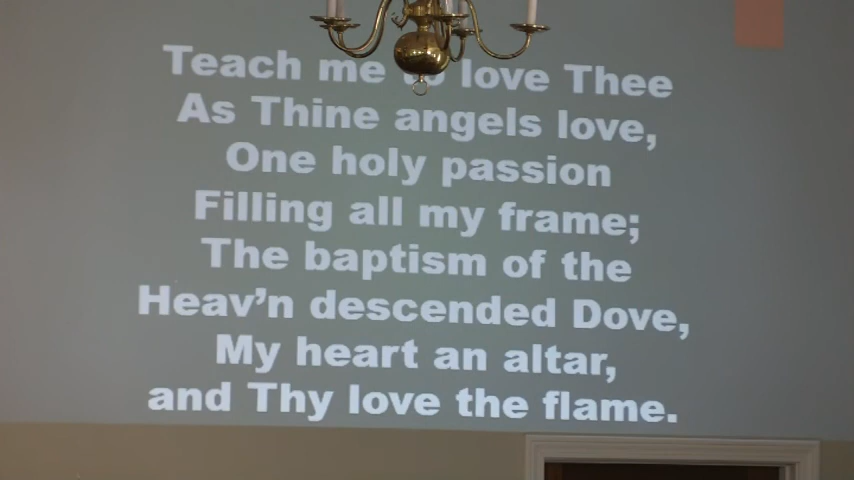 Teach me to love Thee
As Thine angels love,
One holy passion
Filling all my frame;
The baptism of the
Heav’n descended Dove,
My heart an altar,
and Thy love the flame.